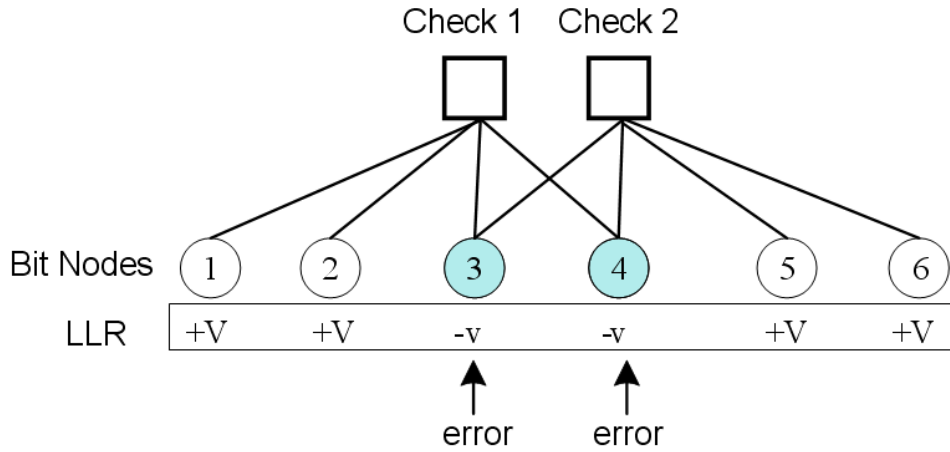 Check 1 Check 2
Bit Nodes 1 2 3 4 5 6
LLR +V +V -v -v +V +V
error error